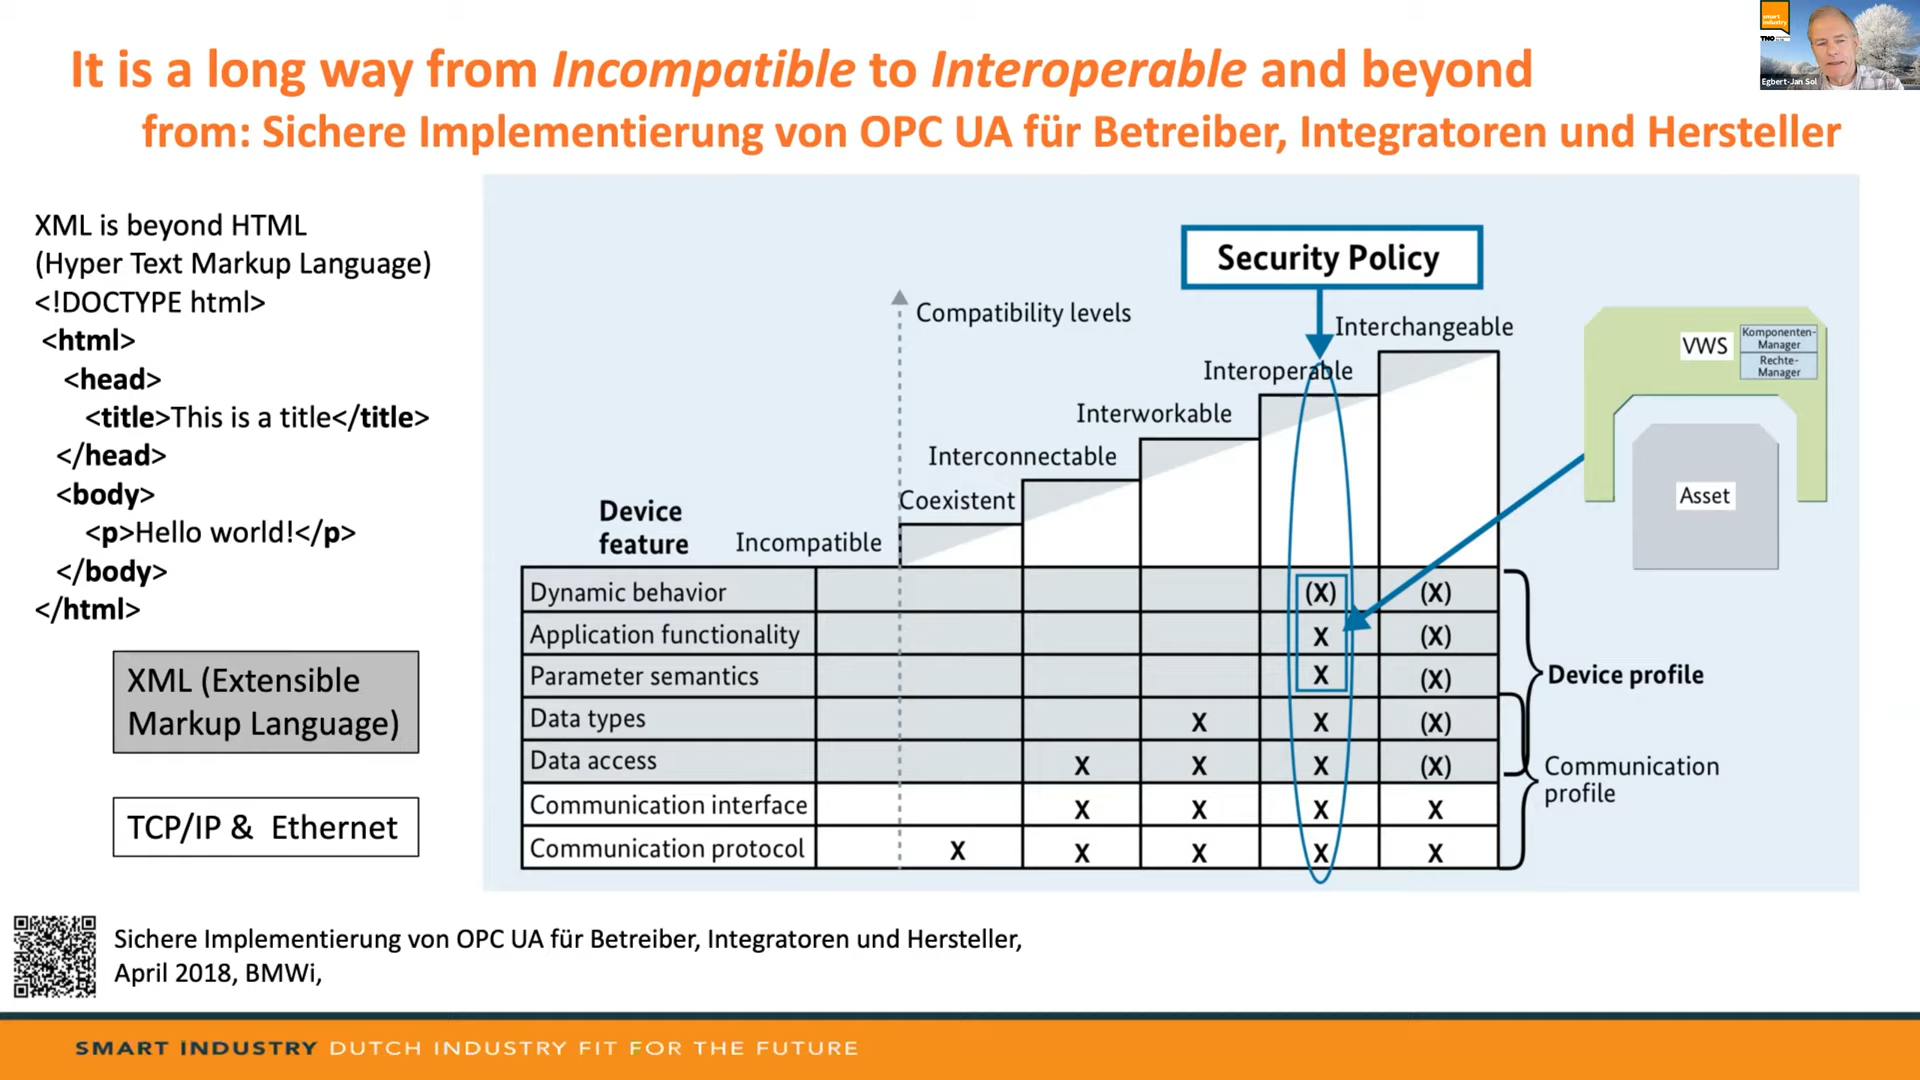 It is a long way from Incompatible to Interoperable and beyond
from: Sichere Implementierung von OPC UA für Betreiber, Integratoren und Hersteller
smart
industry
TNO
Egbert-Jan Sol
XML is beyond HTML
(Hyper Text Markup Language)
<!DOCTYPE html>
<html>
<head>
<title>This is a title</title>
</head>
<body>
<p>Hello world!</p>
</body>
</html>
XML (Extensible
Markup Language)
TCP/IP & Ethernet
Security Policy
Compatibility levels
Interchangeable
Interoperable
Interworkable
Interconnectable
Coexistent
Incompatible
Device
feature
VWS
Komponenten-
Manager
Rechte-
Manager
Asset
Dynamic behavior (X) (X)
Application functionality X (X)
Parameter semantics X (X)
Data types X X (X)
Data access X X X (X)
Communication interface X X X X
Communication protocol X X X X X
Device profile
Communication
profile
Sichere Implementierung von OPC UA für Betreiber, Integratoren und Hersteller,
April 2018, BMWi,
SMART INDUSTRY DUTCH INDUSTRY FIT FOR THE FUTURE